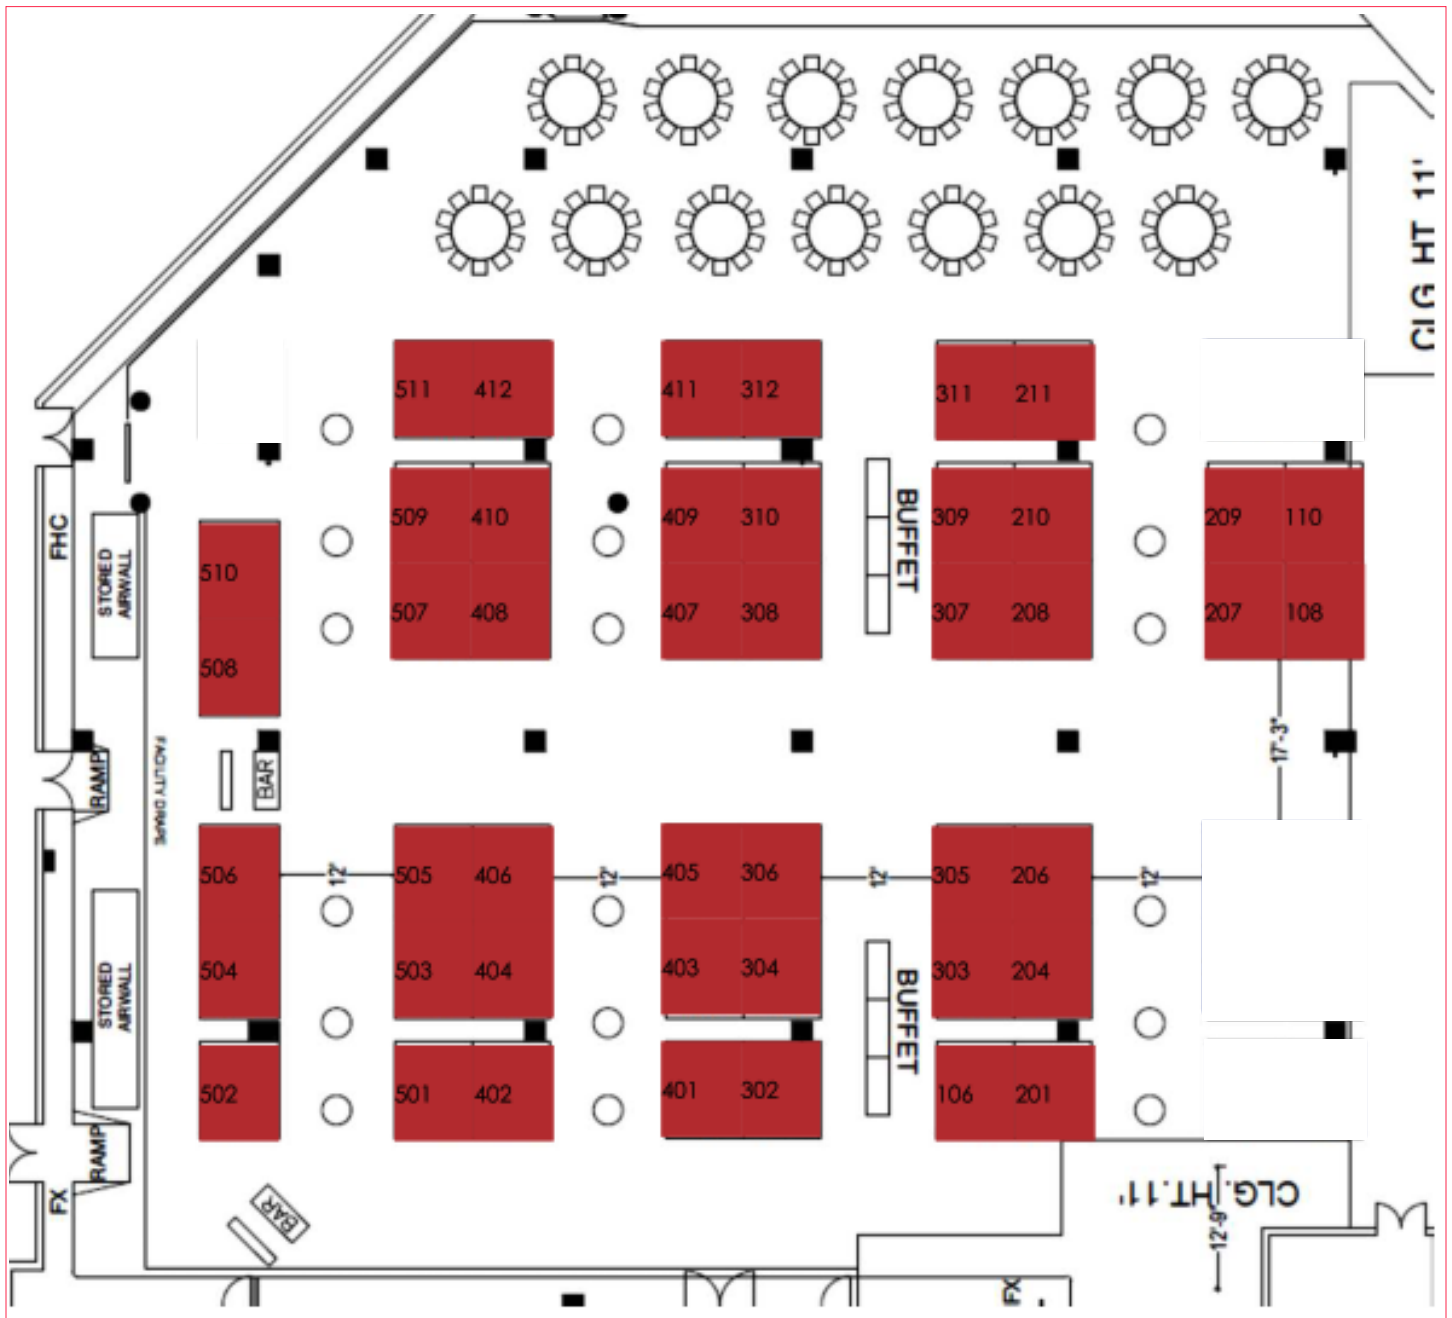 CLG HT 11'
511 412 411 312 311 211
FHC
STORED
AIRWALL
509 410 409 310 BUFFET 309 210 209 110
510
507 408 407 308 307 208 207 108
508
17'-3"
RAMP
BAR
FACILITY DRAPE
506 12' 505 406 12' 405 306 12' 305 206 12'
STORED
AIRWALL
504 503 404 403 304 BUFFET 303 204
502 501 402 401 302 106 201
RAMP
FX
BAR
CLG. HT.11'
12'-9"
FX